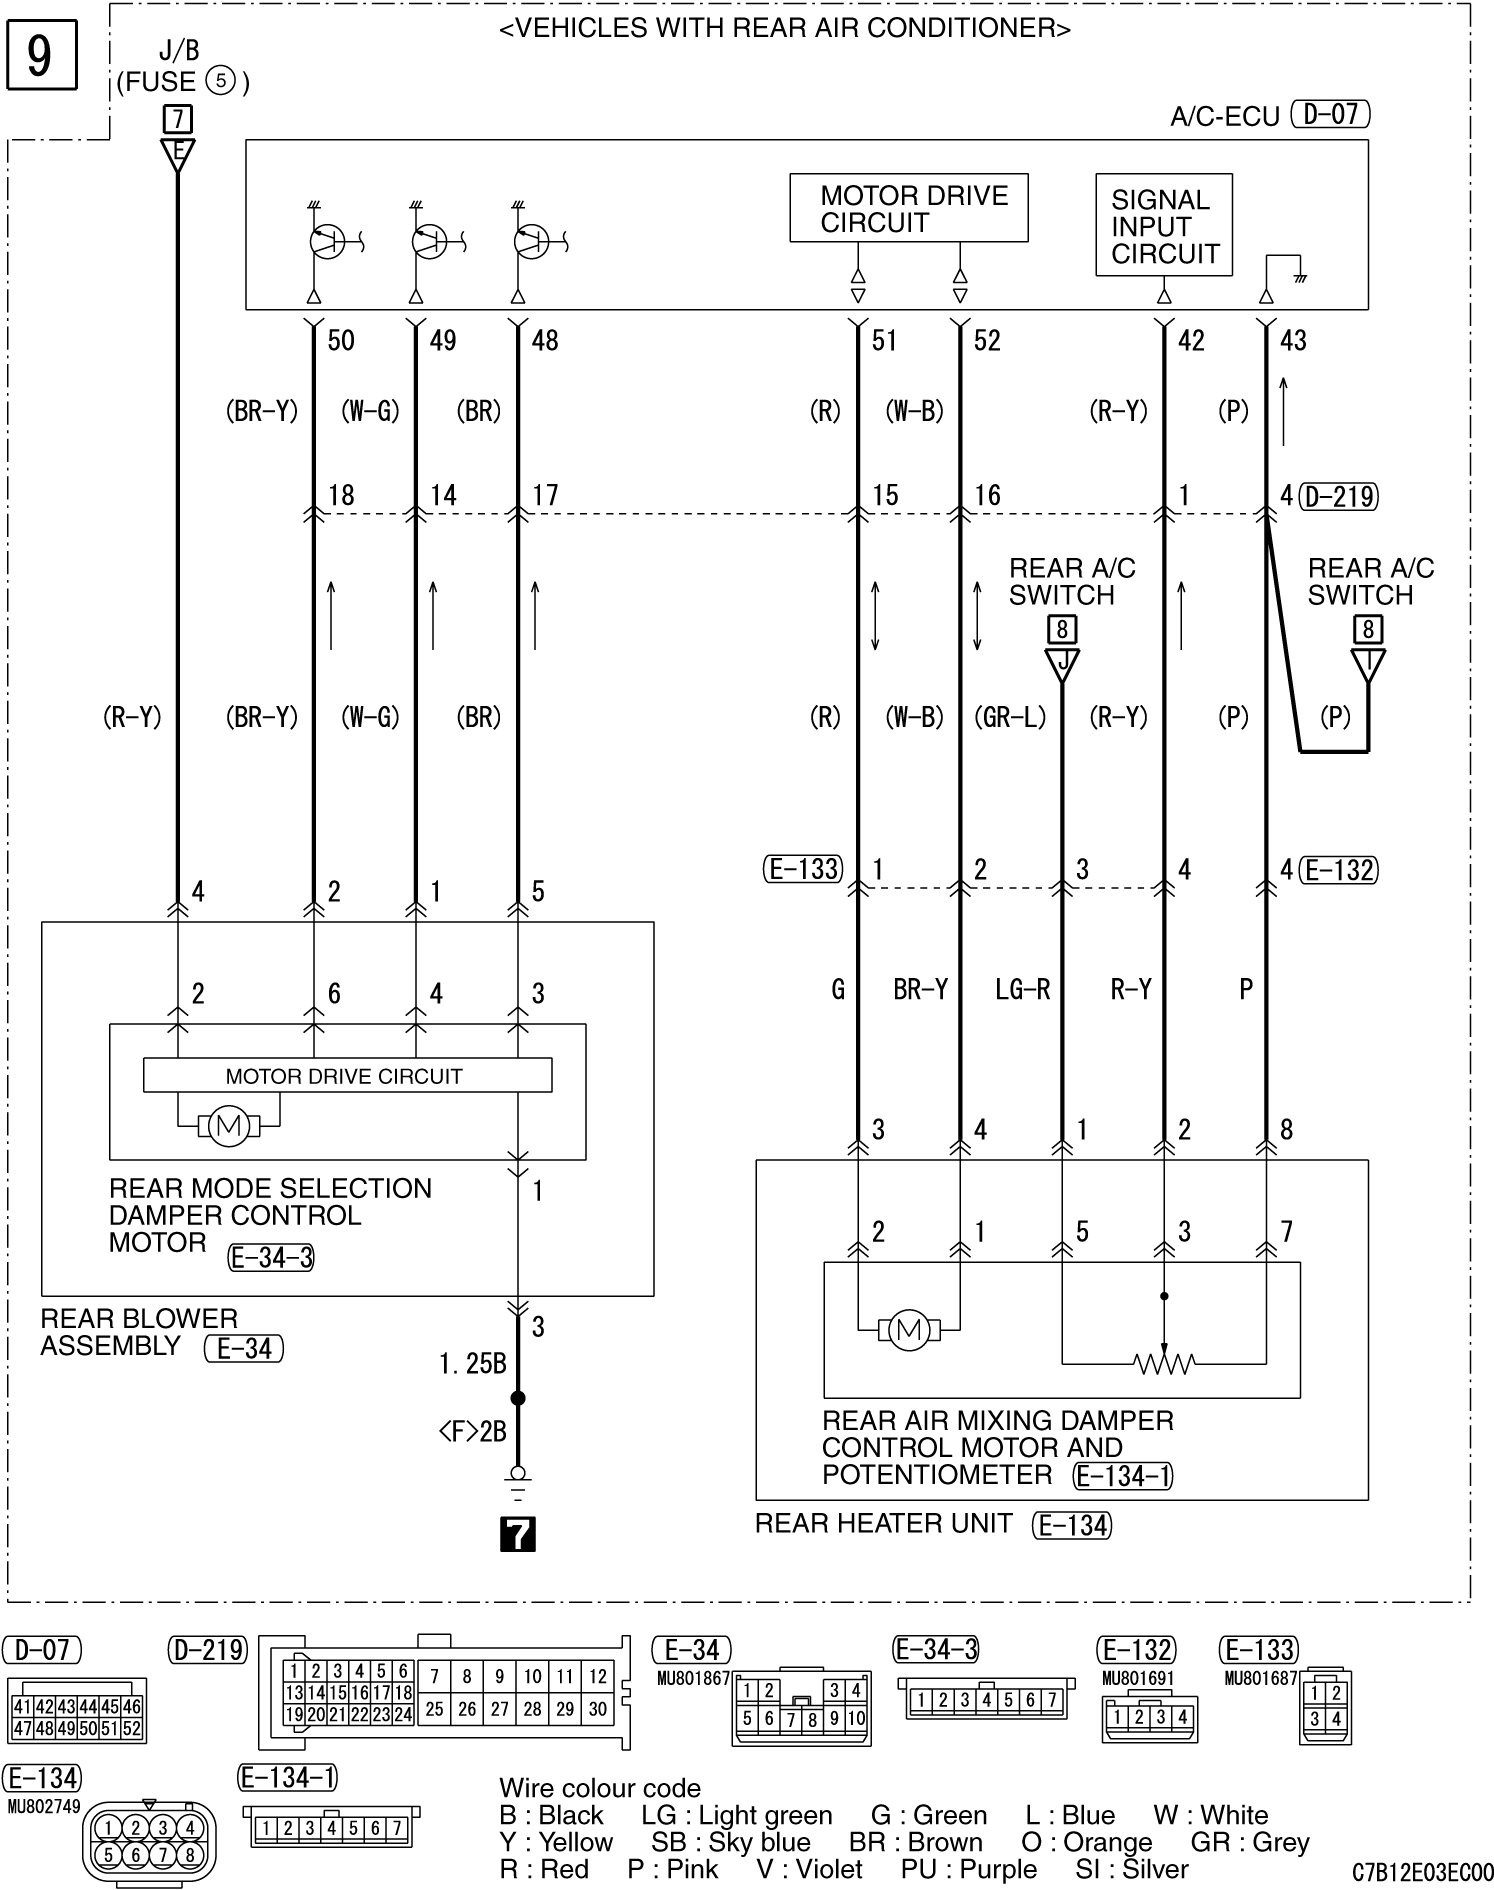 <VEHICLES WITH REAR AIR CONDITIONER>
9
J/B
(FUSE 5)
7
E
A/C-ECU D-07
MOTOR DRIVE
CIRCUIT
SIGNAL
INPUT
CIRCUIT
50 49 48 51 52 42 43
(BR-Y) (W-G) (BR) (R) (W-B) (R-Y) (P)
18 14 17 15 16 1 4 D-219
REAR A/C
SWITCH
8
J
REAR A/C
SWITCH
8
I
(R-Y) (BR-Y) (W-G) (BR) (R) (W-B) (GR-L) (R-Y) (P) (P)
E-133 1 2 3 4 4 E-132
4 2 1 5
2 6 4 3
G BR-Y LG-R R-Y P
MOTOR DRIVE CIRCUIT
M
3 4 1 2 8
REAR MODE SELECTION
DAMPER CONTROL
MOTOR E-34-3
1
2 1 5 3 7
REAR BLOWER
ASSEMBLY E-34
3
M
1.25B
<F>2B
7
REAR AIR MIXING DAMPER
CONTROL MOTOR AND
POTENTIOMETER E-134-1
REAR HEATER UNIT E-134
D-07
41 42 43 44 45 46
47 48 49 50 51 52
D-219
1 2 3 4 5 6 7 8 9 10 11 12
13 14 15 16 17 18
19 20 21 22 23 24 25 26 27 28 29 30
E-34
MU801867
1 2 3 4
5 6 7 8 9 10
E-34-3
1 2 3 4 5 6 7
E-132
MU801691
1 2 3 4
E-133
MU801687
1 2
3 4
E-134
MU802749
1 2 3 4
5 6 7 8
E-134-1
1 2 3 4 5 6 7
Wire colour code
B : Black LG : Light green G : Green L : Blue W : White
Y : Yellow SB : Sky blue BR : Brown O : Orange GR : Grey
R : Red P : Pink V : Violet PU : Purple SI : Silver
C7B12E03EC00